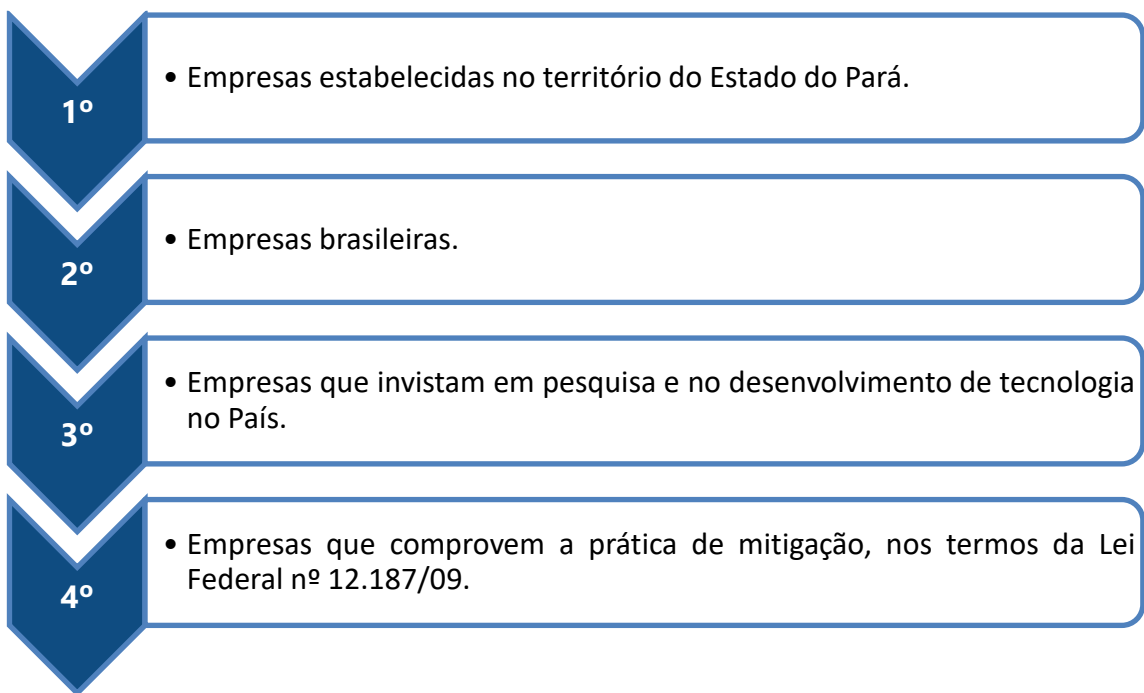 1º
• Empresas estabelecidas no território do Estado do Pará.
2º
• Empresas brasileiras.
3º
• Empresas que invistam em pesquisa e no desenvolvimento de tecnologia
no País.
4º
• Empresas que comprovem a prática de mitigação, nos termos da Lei
Federal nº 12.187/09.